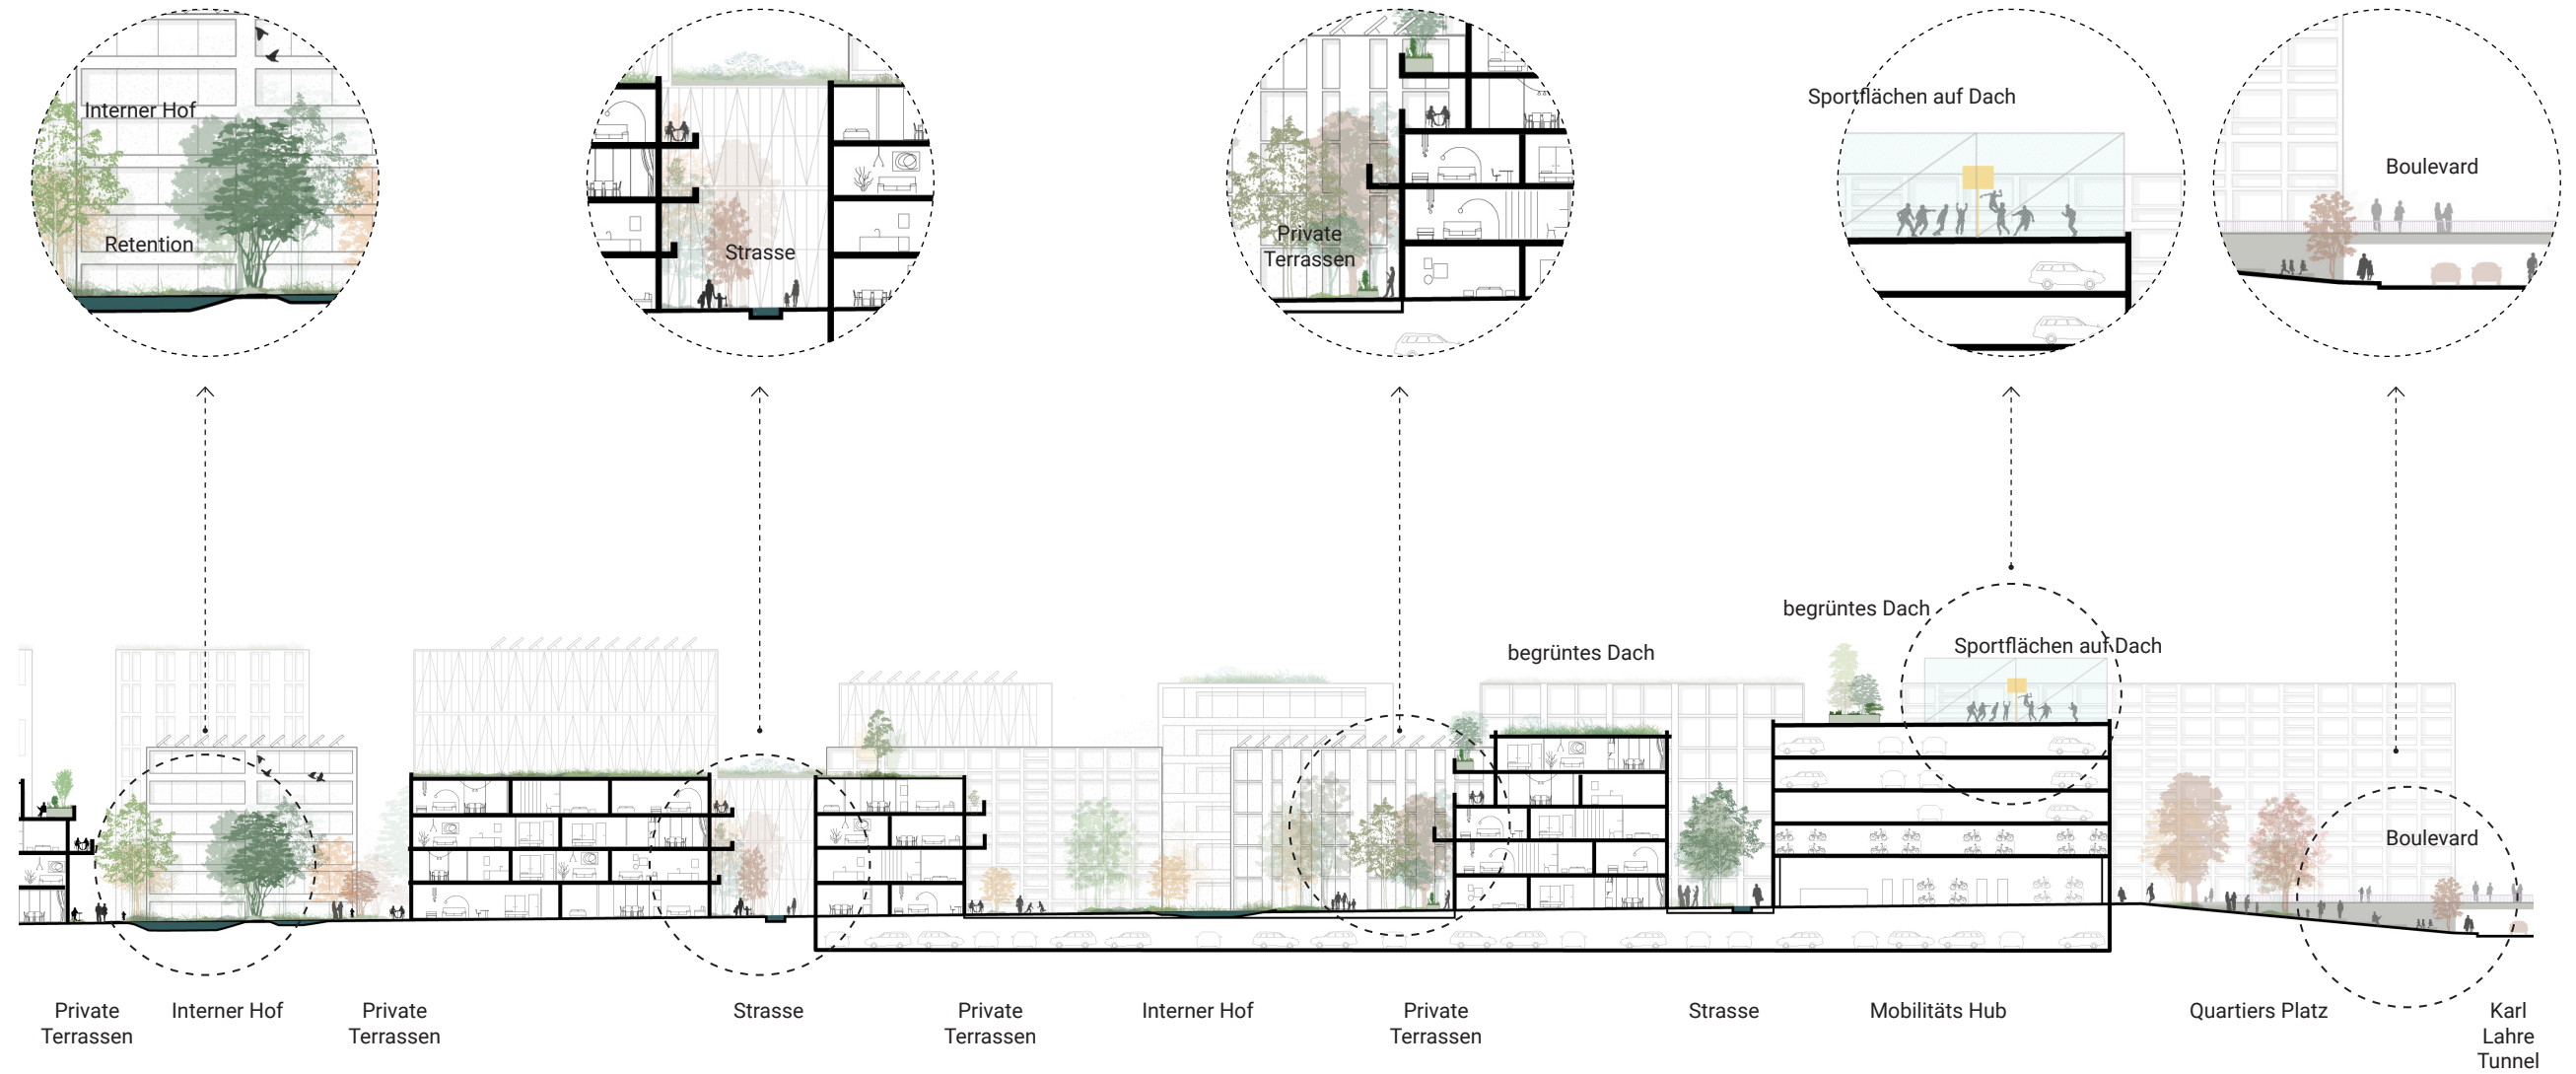 Interner Hof
Retention
Strasse
Private
Terrassen
Sportflächen auf Dach
Boulevard
begrüntes Dach
begrüntes Dach
Sportflächen auf Dach
Boulevard
Private
Terrassen
Interner Hof
Private
Terrassen
Strasse
Private
Terrassen
Interner Hof
Private
Terrassen
Strasse
Mobilitäts Hub
Quartiers Platz
Karl
Lahre
Tunnel